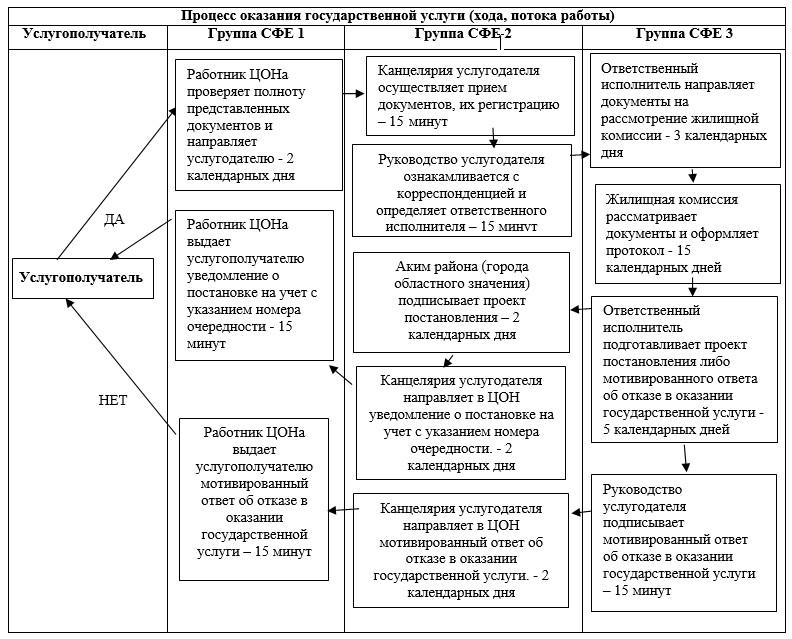 Процесс оказания государственной услуги (хода, потока работы)
Услугополучатель
Группа СФЕ 1
Группа СФЕ 2
Группа СФЕ 3
Работник ЦОНа
проверяет полноту
представленных
документов и
направляет
услугодателю - 2
календарных дня
Канцелярия услугодателя
осуществляет прием
документов, их регистрацию
– 15 минут
Руководство услугодателя
ознакамливается с
корреспонденцией и
определяет ответственного
исполнителя – 15 минут
Ответственный
исполнитель направляет
документы на
рассмотрение жилищной
комиссии - 3 календарных
дня
Жилищная комиссия
рассматривает
документы и оформляет
протокол - 15
календарных дней
ДА
Услугополучатель
НЕТ
Работник ЦОНа
выдает
услугополучателю
уведомление о
постановке на учет с
указанием номера
очередности - 15
минут
Аким района (города
областного значения)
подписывает проект
постановления – 2
календарных дня
Ответственный
исполнитель
подготавливает проект
постановления либо
мотивированного ответа
об отказе в оказании
государственной услуги -
5 календарных дней
Канцелярия услугодателя
направляет в ЦОН
уведомление о постановке на
учет с указанием номера
очередности. - 2
календарных дня
Работник ЦОНа
выдает
услугополучателю
мотивированный
ответ об отказе в
оказании
государственной
услуги – 15 минут
Канцелярия услугодателя
направляет в ЦОН
мотивированный ответ об
отказе в оказании
государственной услуги. - 2
календарных дня
Руководство
услугодателя
подписывает
мотивированный ответ
об отказе в оказании
государственной услуги
– 15 минут